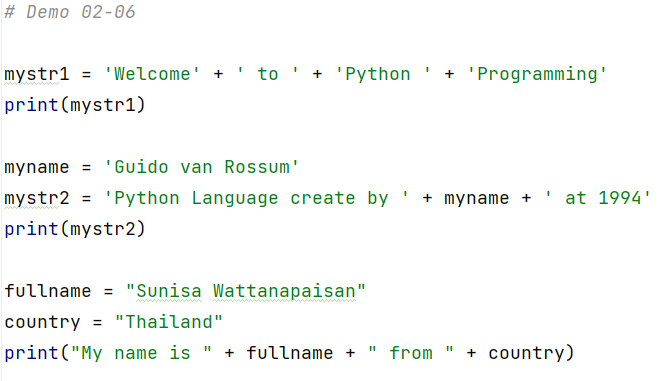 # Demo 02-06
mystr1 = 'Welcome' + ' to ' + 'Python ' + 'Programming'
print(mystr1)
myname = 'Guido van Rossum'
mystr2 = 'Python Language create by ' + myname + ' at 1994'
print(mystr2)
fullname = "Sunisa Wattanapaisan"
country = "Thailand"
print("My name is " + fullname + " from " + country)